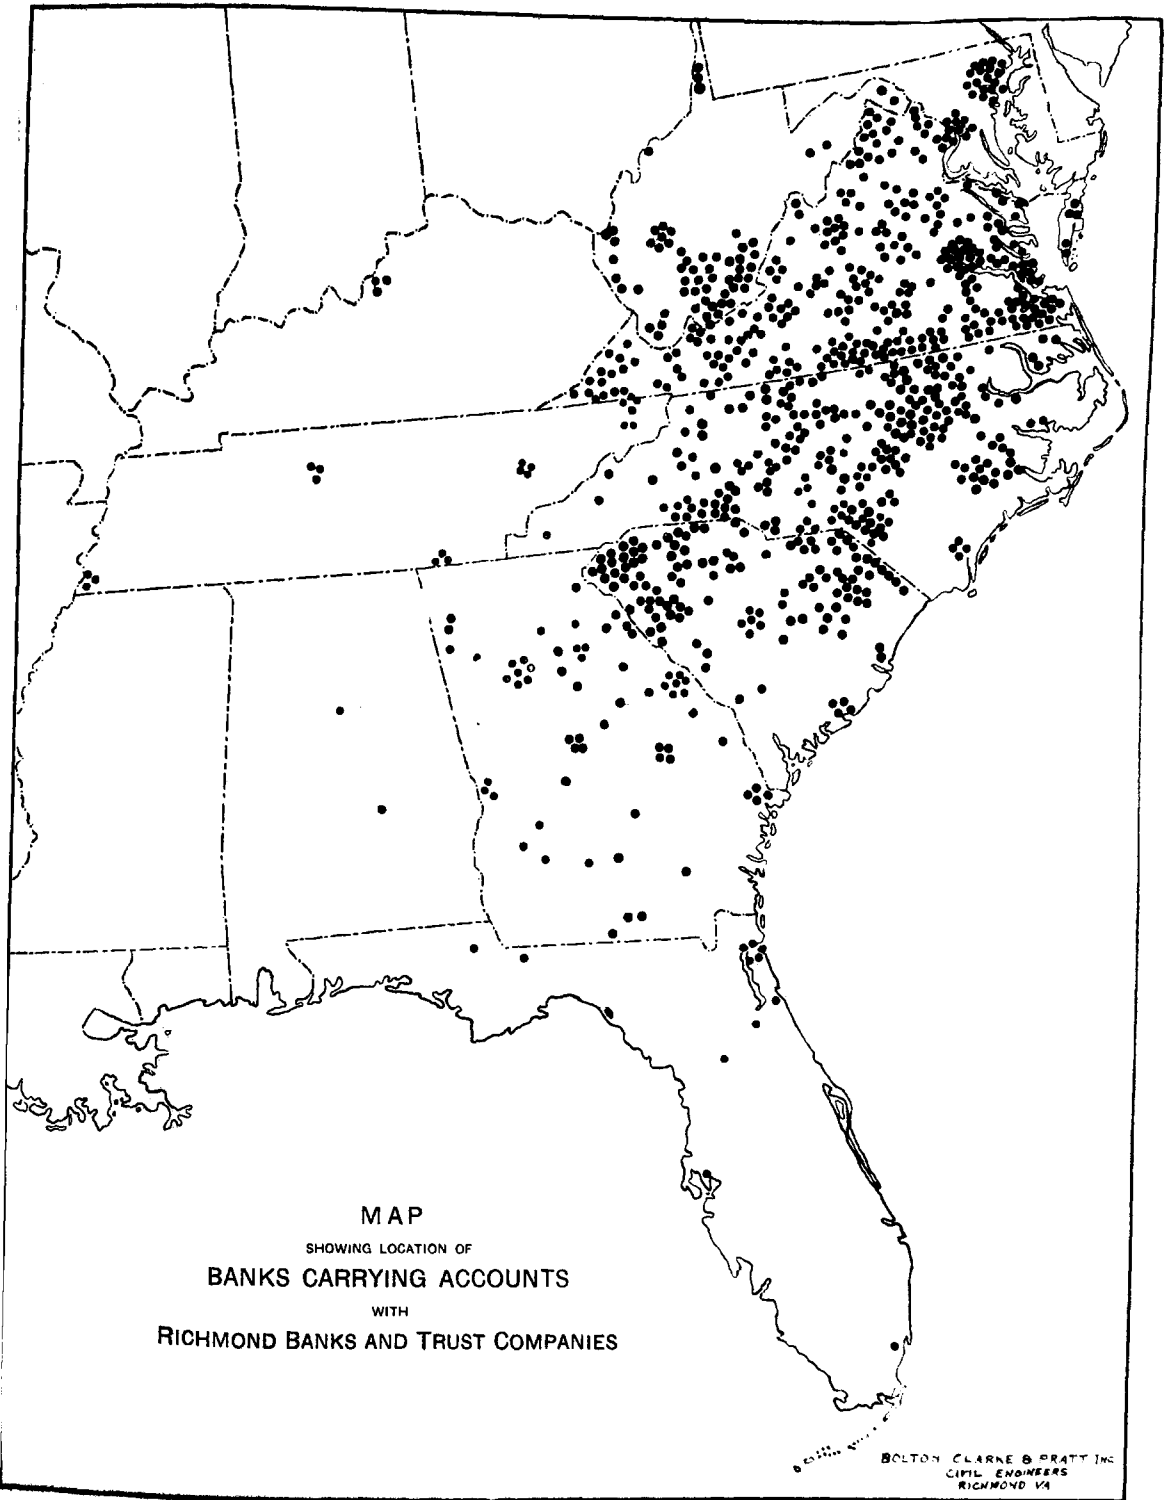 MAP
SHOWING LOCATION OF
BANKS CARRYING ACCOUNTS
WITH
RICHMOND BANKS AND TRUST COMPANIES
BOLTON CLARKE & PRATT INC
CIVIL ENGINEERS
RICHMOND VA